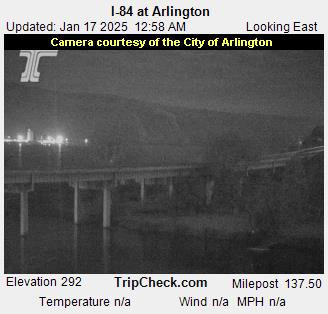 I-84 at Arlington
Updated: Jan 17 2025 12:58 AM Looking East
Camera courtesy of the City of Arlington
Elevation 292 TripCheck.com Milepost 137.50
Temperature n/a Wind n/a MPH n/a